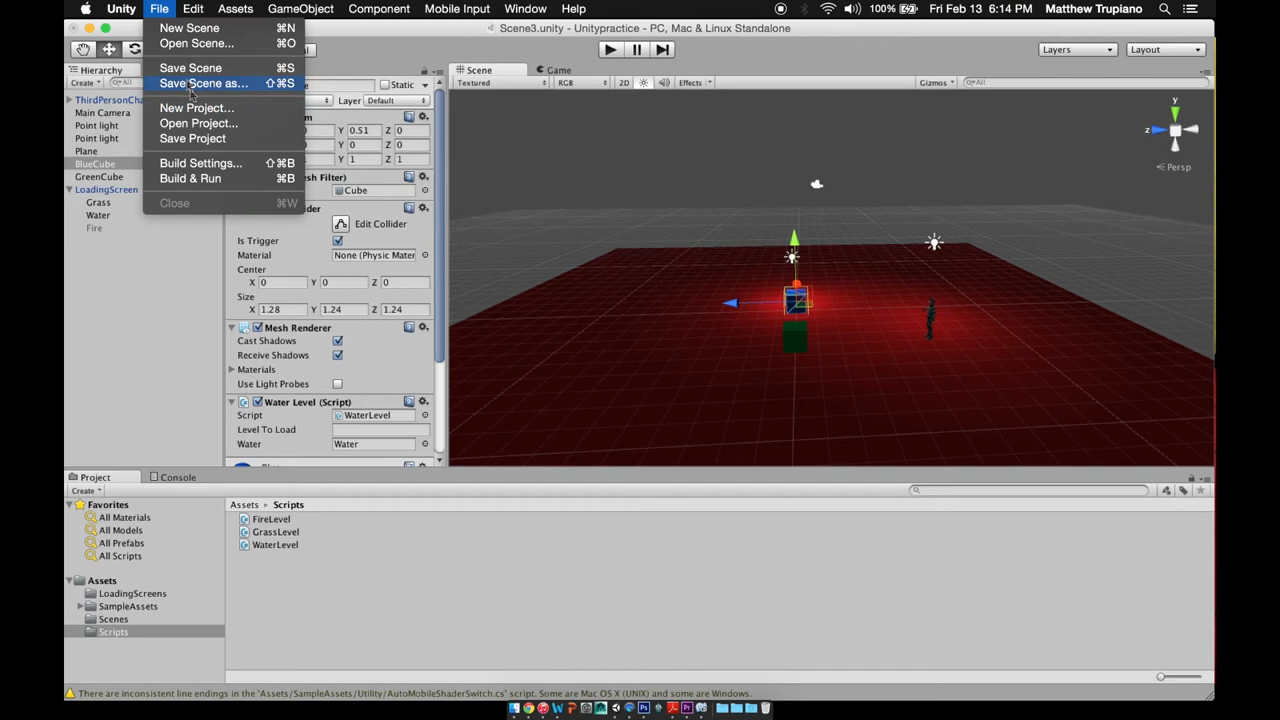 Unity File Edit Assets GameObject Component Mobile Input Window Help 100% Fri Feb 13 6:14 PM Matthew Trupiano
Scene3.unity - Unitypractice - PC, Mac & Linux Standalone
New Scene ⌘N
Open Scene... ⌘O
Save Scene ⌘S
Save Scene as... ⇧⌘S
New Project...
Open Project...
Save Project
Build Settings... ⇧⌘B
Build & Run ⌘B
Close ⌘W
Layers Layout
Hierarchy
Create All
ThirdPersonCha
Main Camera
Point light
Point light
Plane
BlueCube
GreenCube
LoadingScreen
Grass
Water
Fire
Static
Layer Default
Y 0.51 Z 0
Y 0 Z 0
Y 1 Z 1
Mesh Filter)
Cube
Edit Collider
Is Trigger
Material None (Physic Mater
Center
X 0 Y 0 Z 0
Size
X 1.28 Y 1.24 Z 1.24
Mesh Renderer
Cast Shadows
Receive Shadows
Materials
Use Light Probes
Water Level (Script)
Script WaterLevel
Level To Load
Water Water
Scene Game
Textured RGB 2D Effects Gizmos All
y
z
Persp
Project Console
Create
Favorites
All Materials
All Models
All Prefabs
All Scripts
Assets
LoadingScreens
SampleAssets
Scenes
Scripts
Assets Scripts
FireLevel
GrassLevel
WaterLevel
There are inconsistent line endings in the 'Assets/SampleAssets/Utility/AutoMobileShaderSwitch.cs' script. Some are Mac OS X (UNIX) and some are Windows.